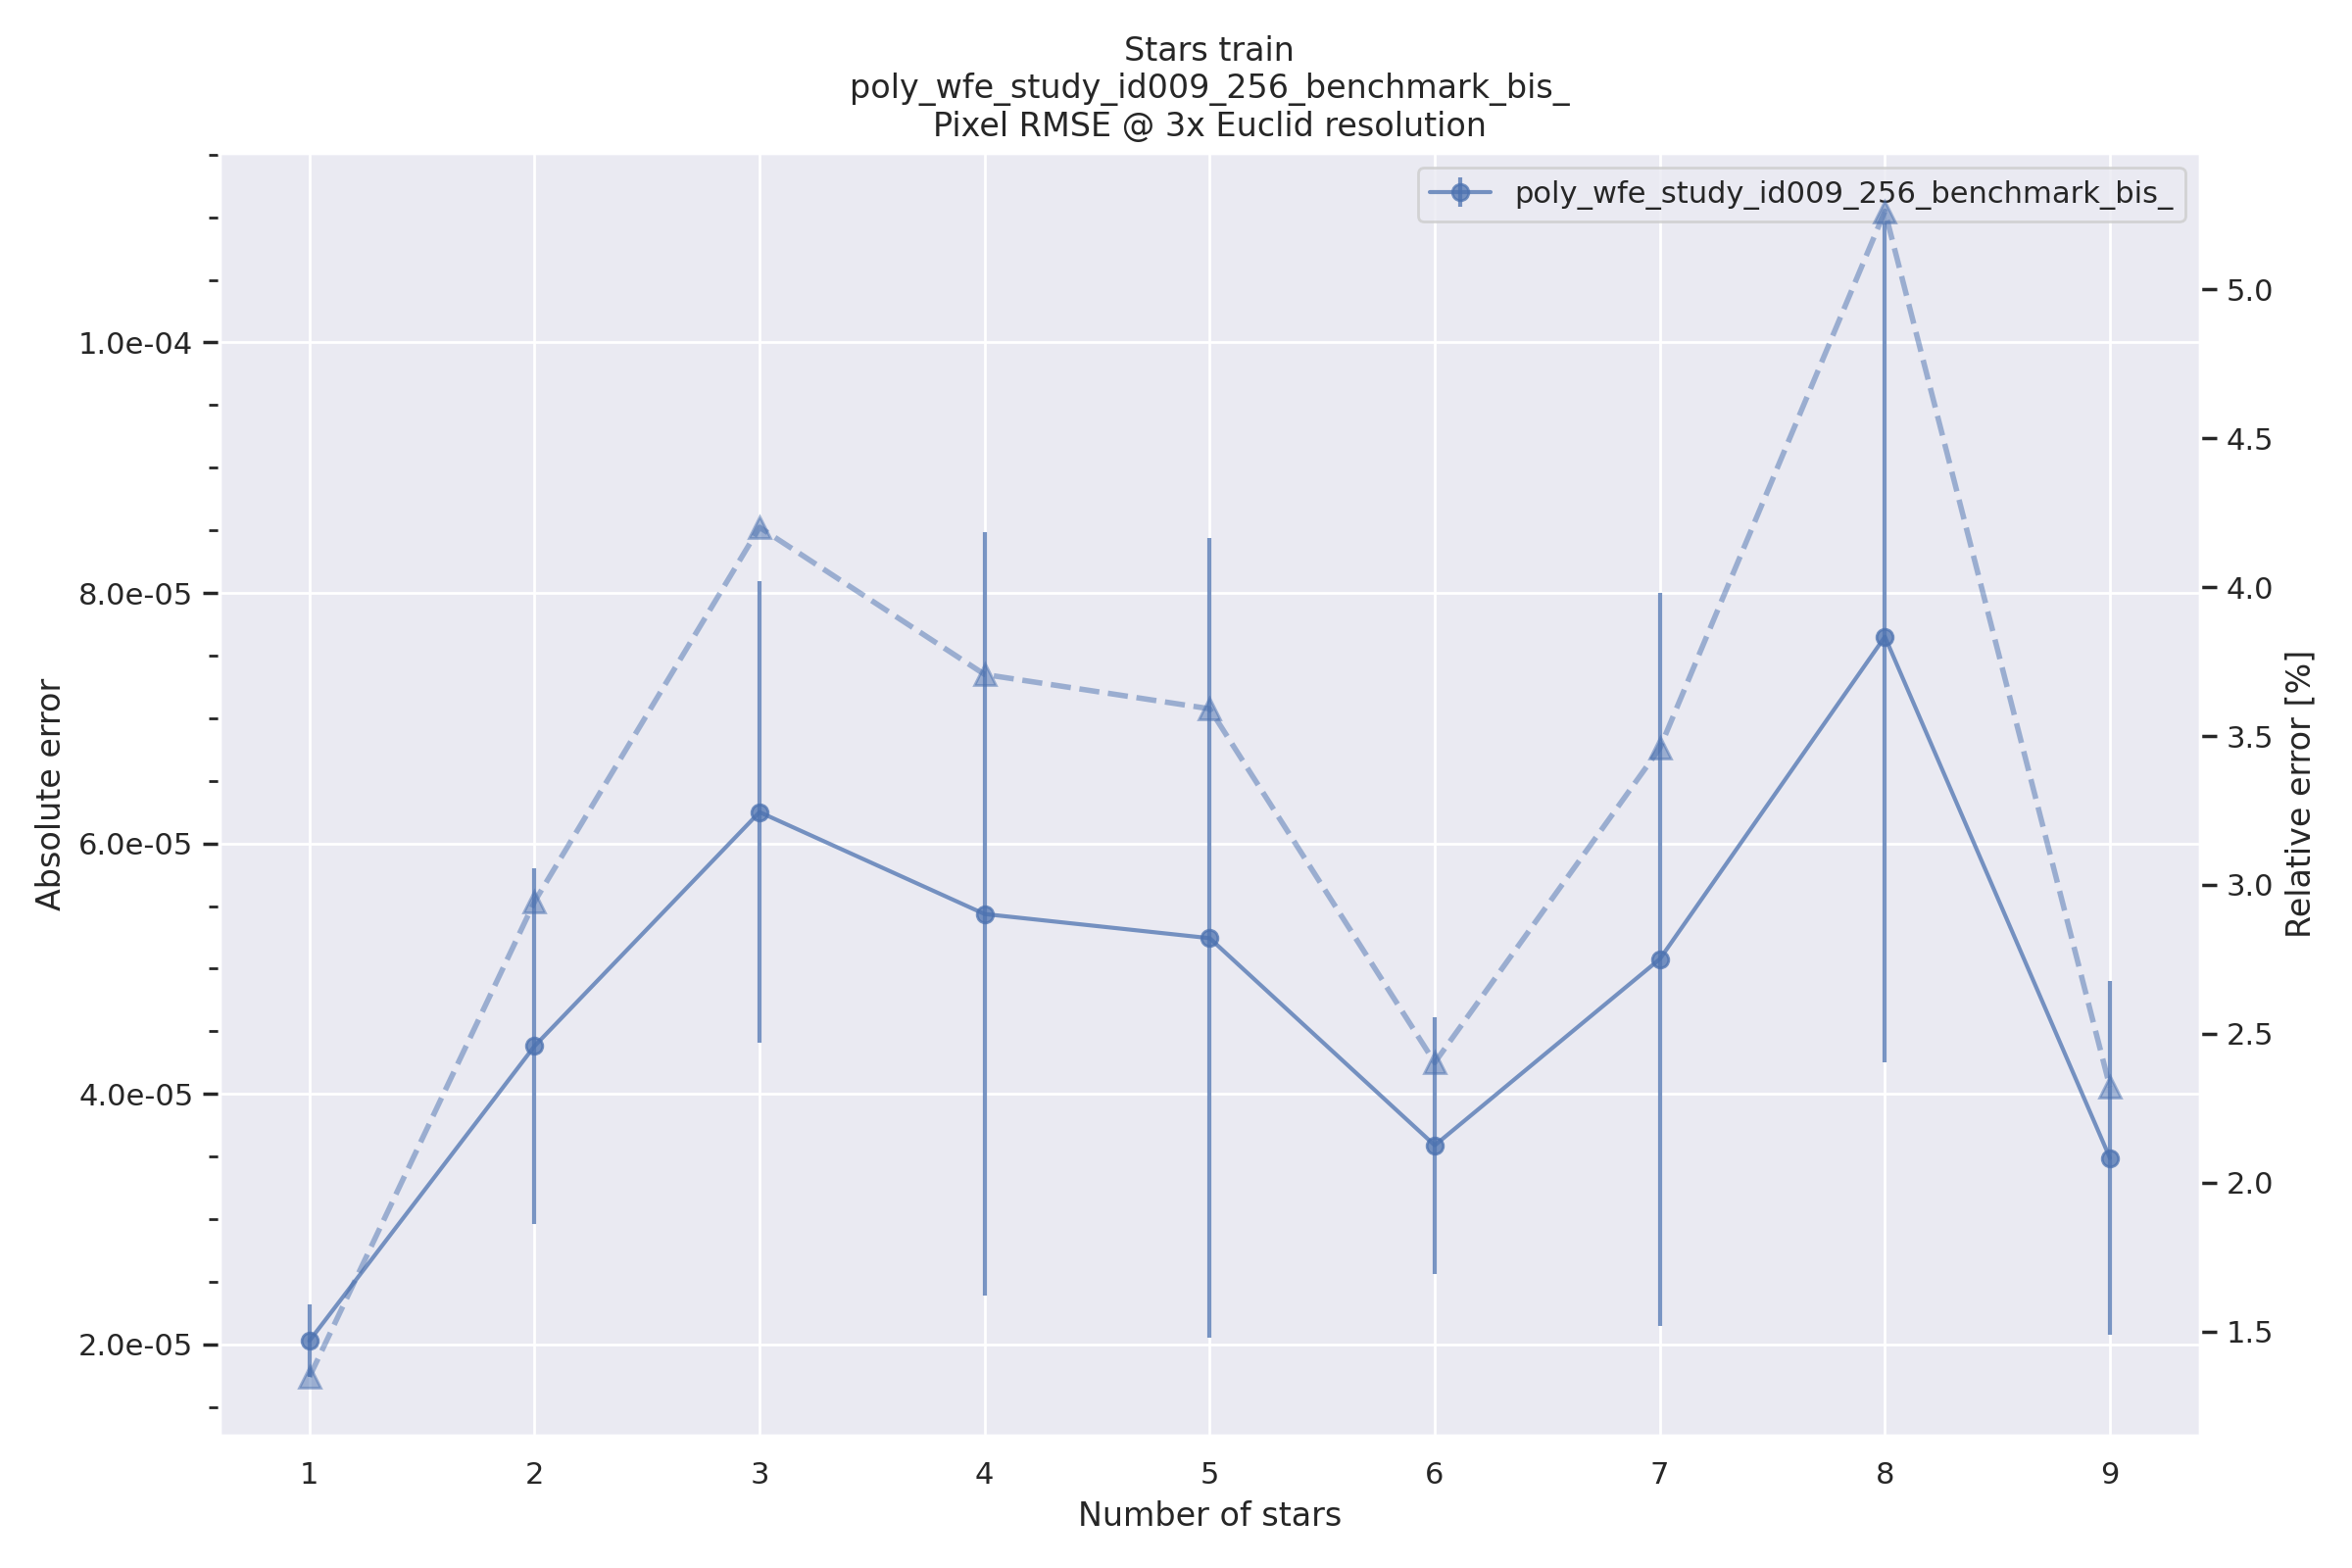 Stars train
poly_wfe_study_id009_256_benchmark_bis_
Pixel RMSE @ 3x Euclid resolution
poly_wfe_study_id009_256_benchmark_bis_
Absolute error
1.0e-04
8.0e-05
6.0e-05
4.0e-05
2.0e-05
5.0
4.5
4.0
3.5
3.0
2.5
2.0
1.5
Relative error [%]
1 2 3 4 5 6 7 8 9
Number of stars